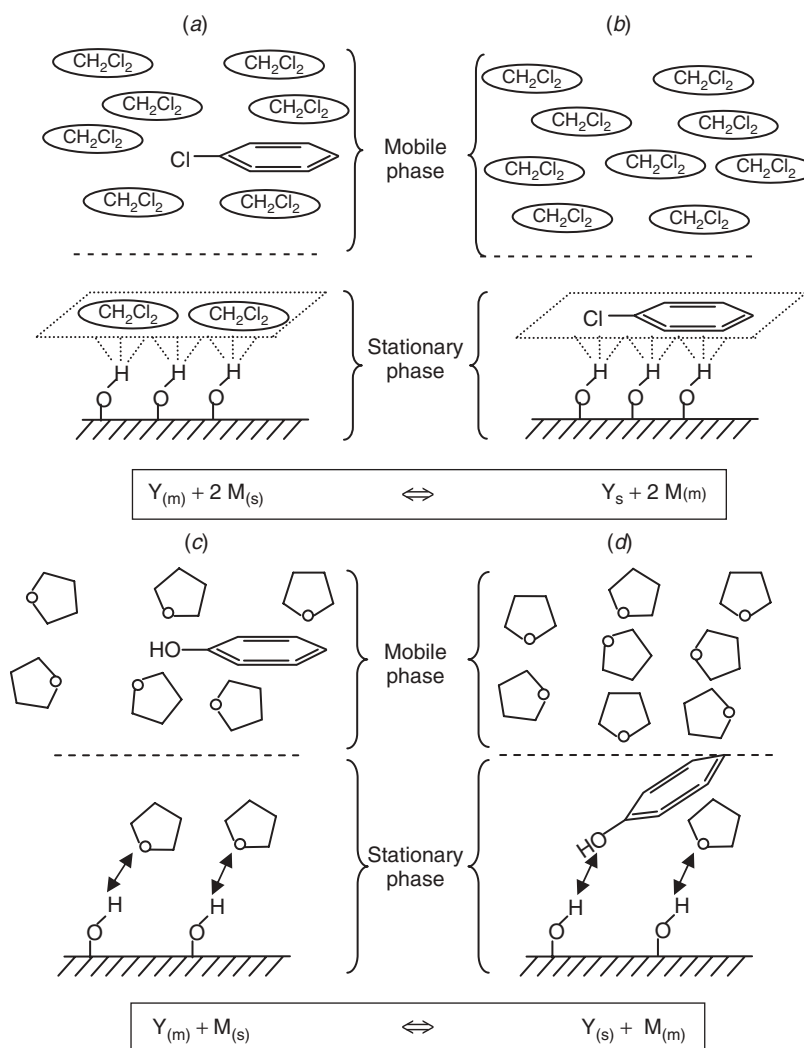 (a) (b)
CH2Cl2 CH2Cl2 CH2Cl2 CH2Cl2
CH2Cl2 CH2Cl2 CH2Cl2 CH2Cl2
CH2Cl2 Cl Mobile phase CH2Cl2 CH2Cl2 CH2Cl2
CH2Cl2 CH2Cl2 CH2Cl2 CH2Cl2
CH2Cl2 CH2Cl2 Cl
Stationary
phase
H H H H H H
O O O O O O
Y(m) + 2 M(s) ⇔ Ys + 2 M(m)
(c) (d)
O O O O O O
HO Mobile phase O O
O O O O O O
O O HO O
Stationary
phase
H H H H
O O O O
Y(m) + M(s) ⇔ Y(s) + M(m)